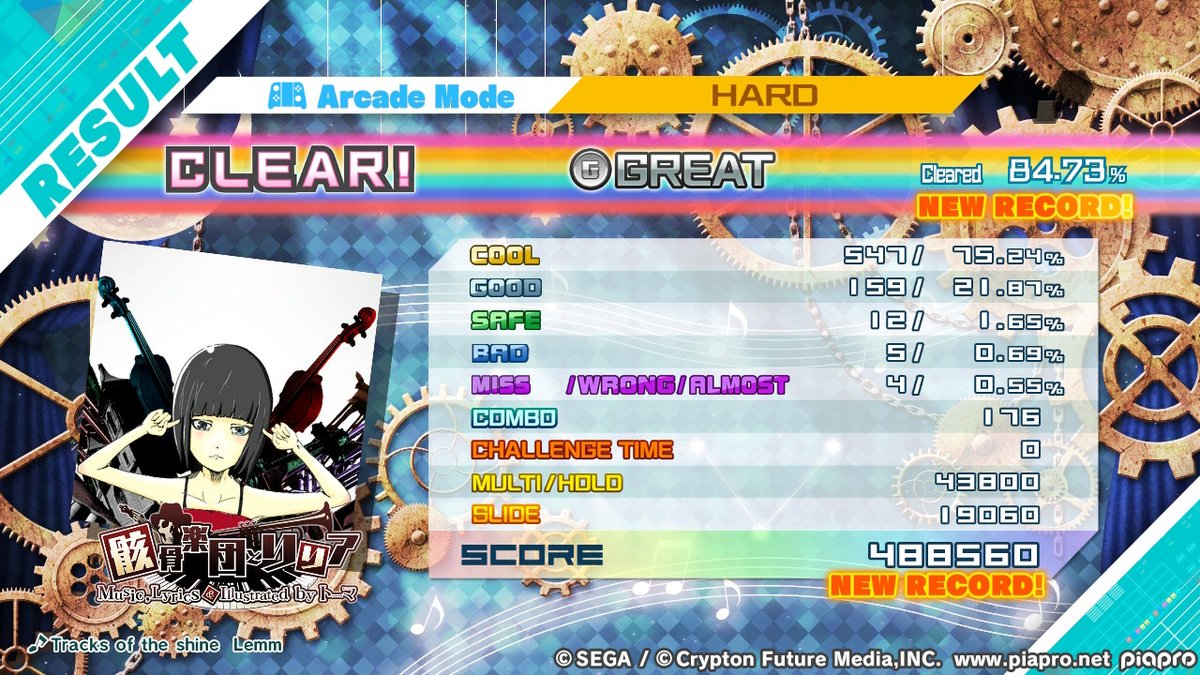 RESULT
Arcade Mode HARD
CLEAR! G GREAT Cleared 84.73%
NEW RECORD!
COOL 547/ 75.24%
GOOD 159/ 21.87%
SAFE 12/ 1.65%
BAD 5/ 0.69%
MISS /WRONG/ALMOST 4/ 0.55%
COMBO 176
CHALLENGE TIME 0
MULTI/HOLD 43800
SLIDE 19060
SCORE 488560
NEW RECORD!
骸骨楽団とリリア
Music,Lyrics & Illustrated by トーマ
Tracks of the shine Lemm
©SEGA / ©Crypton Future Media,INC. www.piapro.net piapro